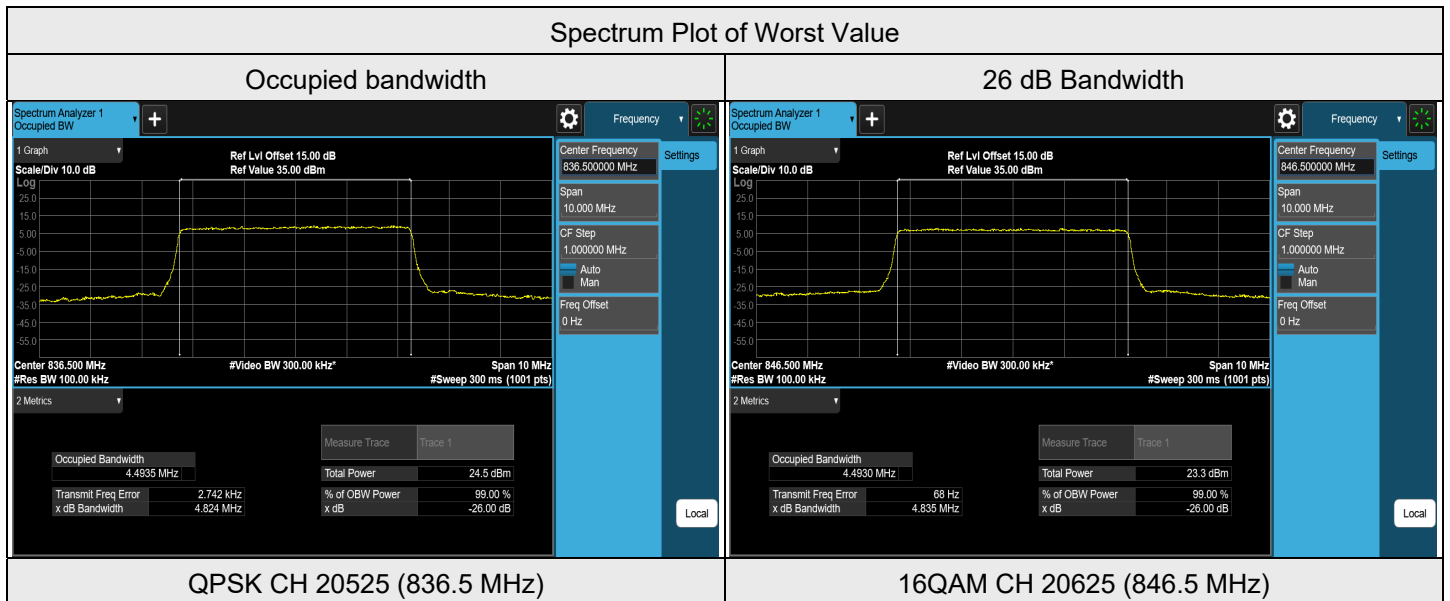 Spectrum Plot of Worst Value
Occupied bandwidth
26 dB Bandwidth
Spectrum Analyzer 1
Occupied BW
+
Frequency
1 Graph
Ref Lvl Offset 15.00 dB
Scale/Div 10.0 dB
Ref Value 35.00 dBm
Log
25.0
15.0
5.00
-5.00
-15.0
-25.0
-35.0
-45.0
-55.0
Center 836.500 MHz
#Video BW 300.00 kHz*
Span 10 MHz
#Res BW 100.00 kHz
#Sweep 300 ms (1001 pts)
Center Frequency
836.500000 MHz
Settings
Span
10.000 MHz
CF Step
1.000000 MHz
Auto
Man
Freq Offset
0 Hz
2 Metrics
Measure Trace Trace 1
Occupied Bandwidth
4.4935 MHz
Total Power 24.5 dBm
Transmit Freq Error 2.742 kHz
% of OBW Power 99.00 %
x dB Bandwidth 4.824 MHz
x dB -26.00 dB
Local
Spectrum Analyzer 1
Occupied BW
+
Frequency
1 Graph
Ref Lvl Offset 15.00 dB
Scale/Div 10.0 dB
Ref Value 35.00 dBm
Log
25.0
15.0
5.00
-5.00
-15.0
-25.0
-35.0
-45.0
-55.0
Center 846.500 MHz
#Video BW 300.00 kHz*
Span 10 MHz
#Res BW 100.00 kHz
#Sweep 300 ms (1001 pts)
Center Frequency
846.500000 MHz
Settings
Span
10.000 MHz
CF Step
1.000000 MHz
Auto
Man
Freq Offset
0 Hz
2 Metrics
Measure Trace Trace 1
Occupied Bandwidth
4.4930 MHz
Total Power 23.3 dBm
Transmit Freq Error 68 Hz
% of OBW Power 99.00 %
x dB Bandwidth 4.835 MHz
x dB -26.00 dB
Local
QPSK CH 20525 (836.5 MHz)
16QAM CH 20625 (846.5 MHz)